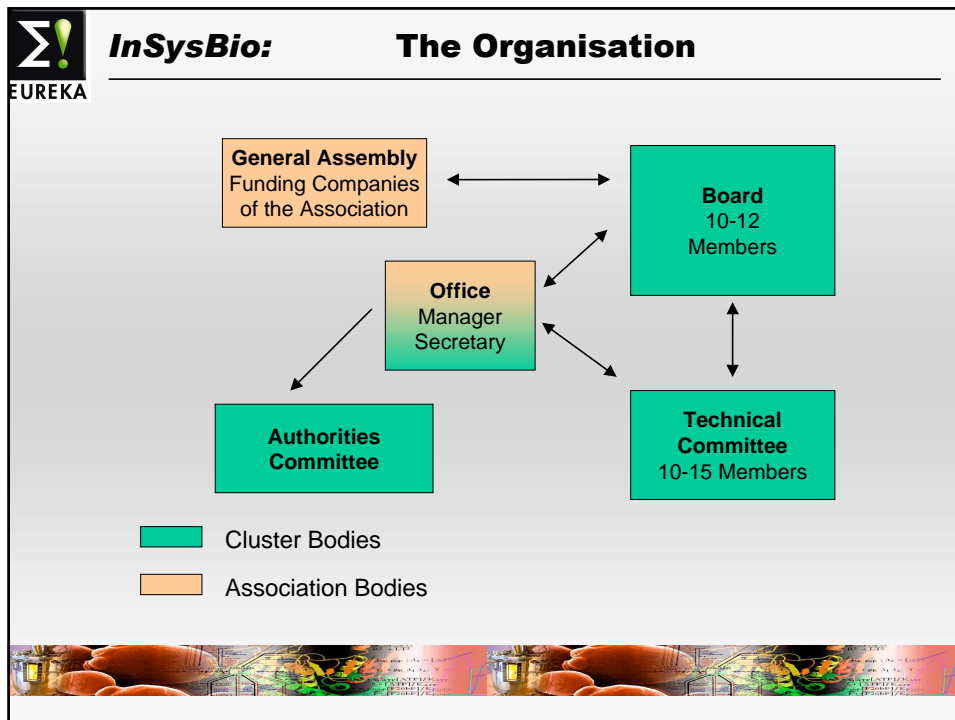 EUREKA
InSysBio: The Organisation
General Assembly
Funding Companies
of the Association
Board
10-12
Members
Office
Manager
Secretary
Authorities
Committee
Technical
Committee
10-15 Members
Cluster Bodies
Association Bodies